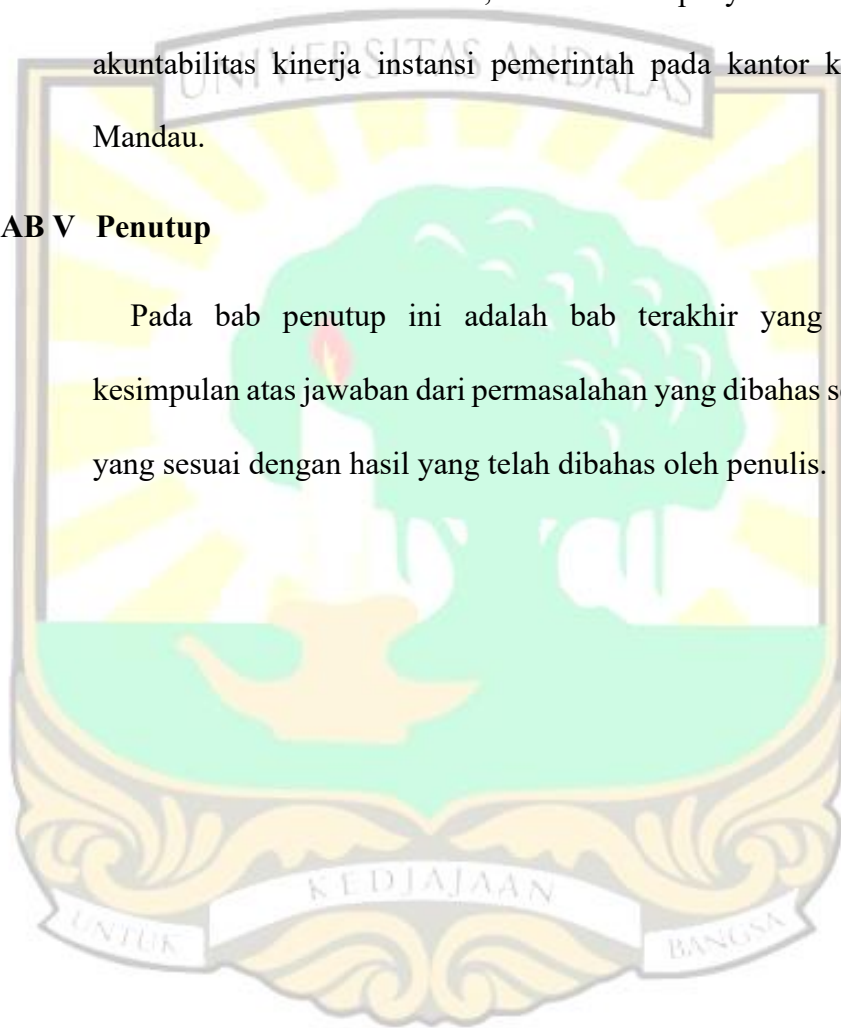 akuntabilitas kinerja instansi pemerintah pada kantor k
Mandau.
AB V Penutup
Pada bab penutup ini adalah bab terakhir yang
kesimpulan atas jawaban dari permasalahan yang dibahas se
yang sesuai dengan hasil yang telah dibahas oleh penulis.
UNIVERSITAS ANDALAS
KEDJAJAAN
UNTUK
BANGSA